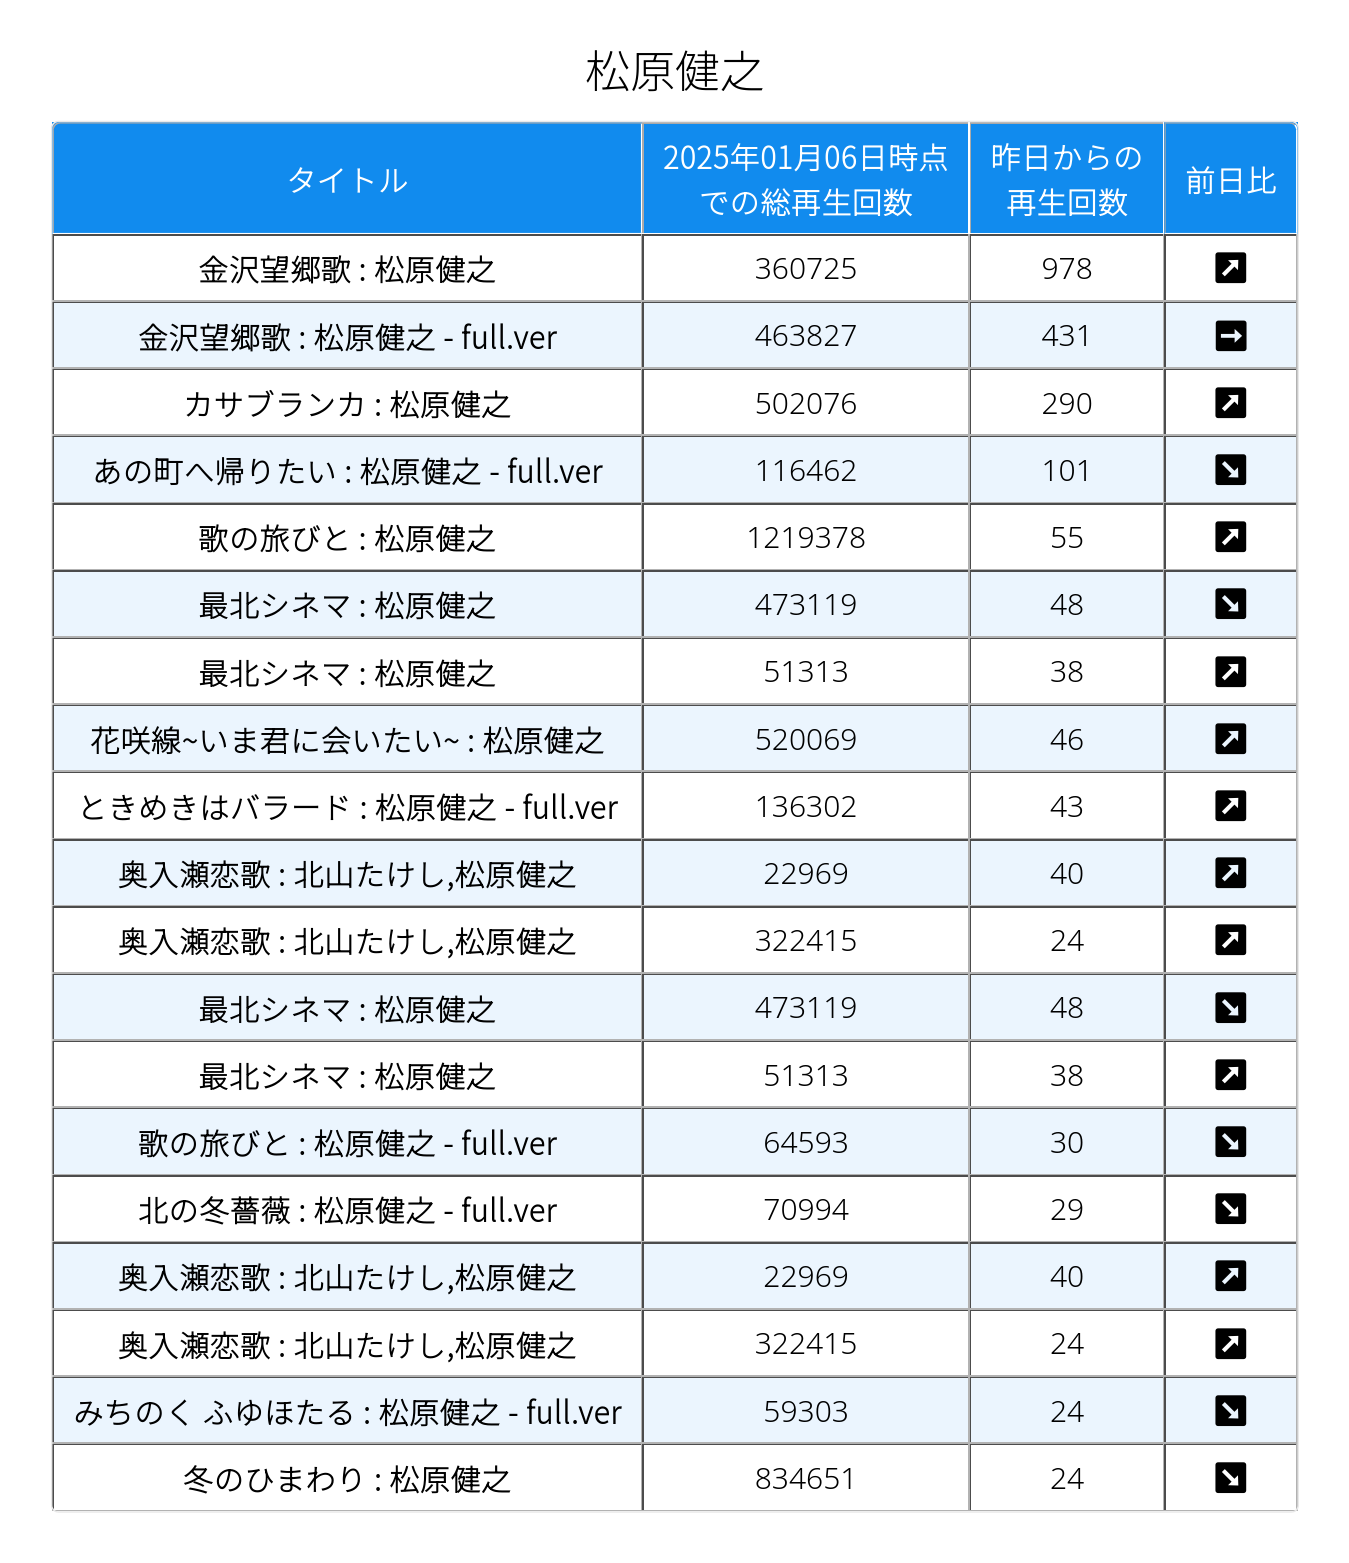 松原健之
タイトル 2025年01月06日時点 昨日からの 前日比
での総再生回数 再生回数
金沢望郷歌 : 松原健之 360725 978
金沢望郷歌 : 松原健之 - full.ver 463827 431
カサブランカ : 松原健之 502076 290
あの町へ帰りたい : 松原健之 - full.ver 116462 101
歌の旅びと : 松原健之 1219378 55
最北シネマ : 松原健之 473119 48
最北シネマ : 松原健之 51313 38
花咲線~いま君に会いたい~ : 松原健之 520069 46
ときめきはバラード : 松原健之 - full.ver 136302 43
奥入瀬恋歌 : 北山たけし,松原健之 22969 40
奥入瀬恋歌 : 北山たけし,松原健之 322415 24
最北シネマ : 松原健之 473119 48
最北シネマ : 松原健之 51313 38
歌の旅びと : 松原健之 - full.ver 64593 30
北の冬薔薇 : 松原健之 - full.ver 70994 29
奥入瀬恋歌 : 北山たけし,松原健之 22969 40
奥入瀬恋歌 : 北山たけし,松原健之 322415 24
みちのく ふゆほたる : 松原健之 - full.ver 59303 24
冬のひまわり : 松原健之 834651 24